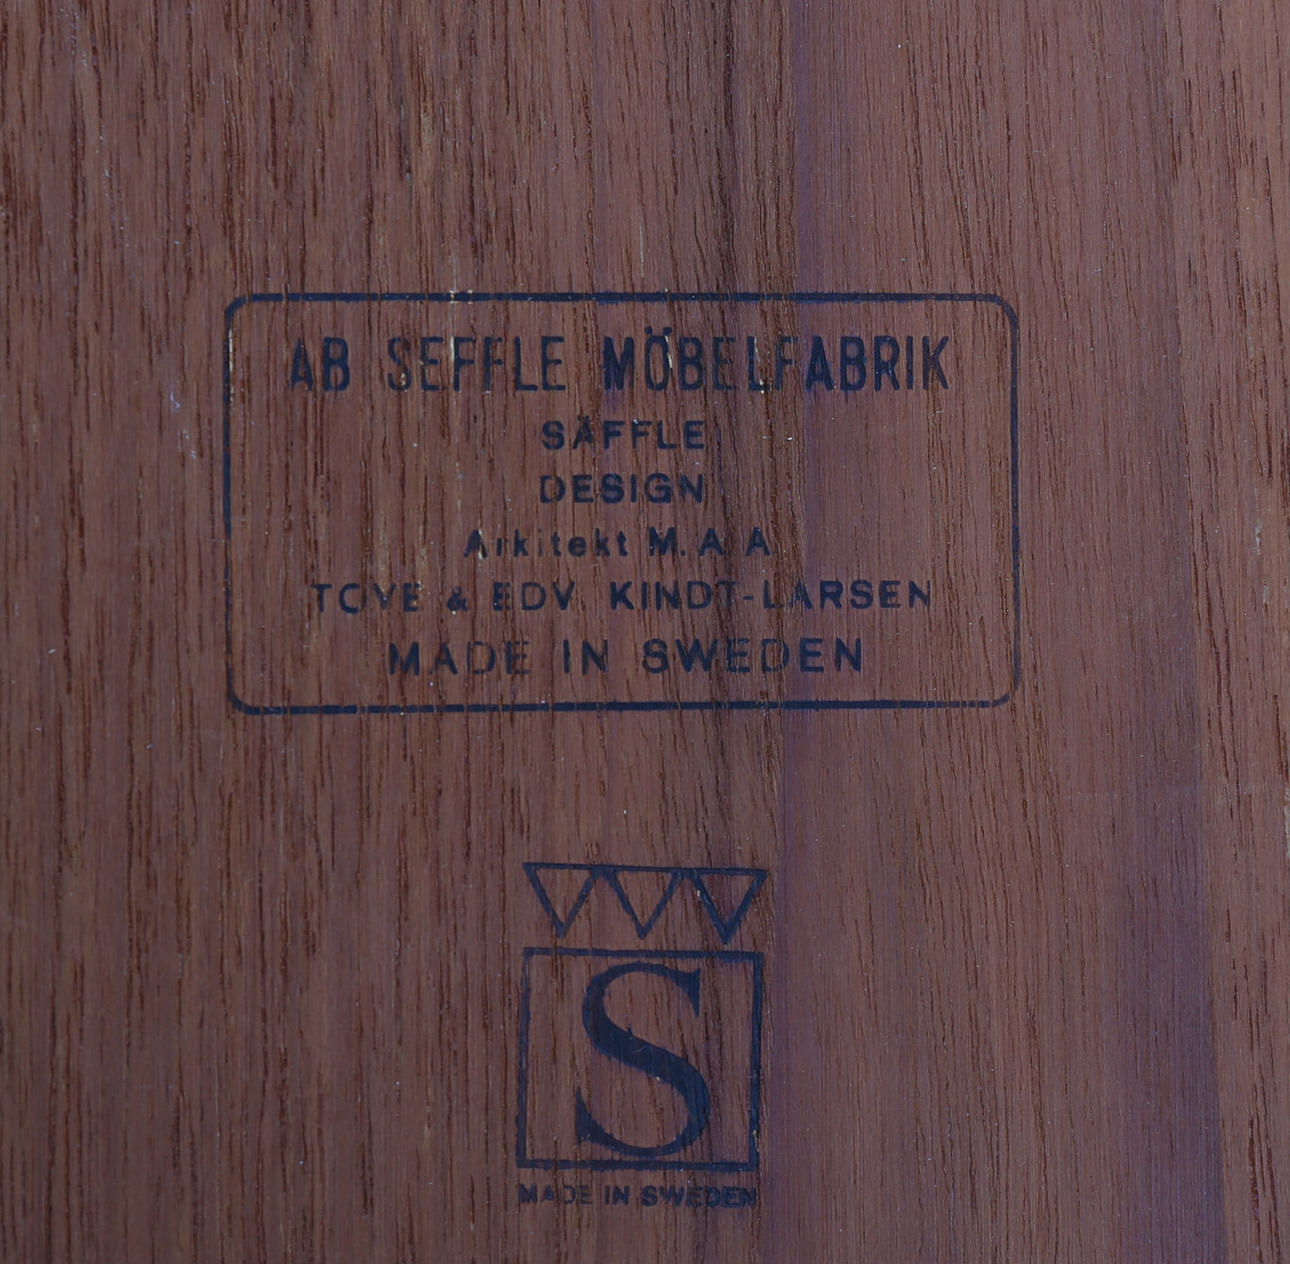 AB SEFFLE MÖBELFABRIK
SÄFFLE
DESIGN
Arkitekt M.A.A
TOVE & EDV. KINDT-LARSEN
MADE IN SWEDEN
S
MADE IN SWEDEN